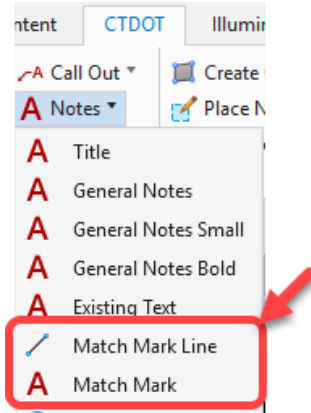 ntent CTDOT Illumin
A Call Out Create
A Notes Place N
A Title
A General Notes
A General Notes Small
A General Notes Bold
A Existing Text
Match Mark Line
A Match Mark